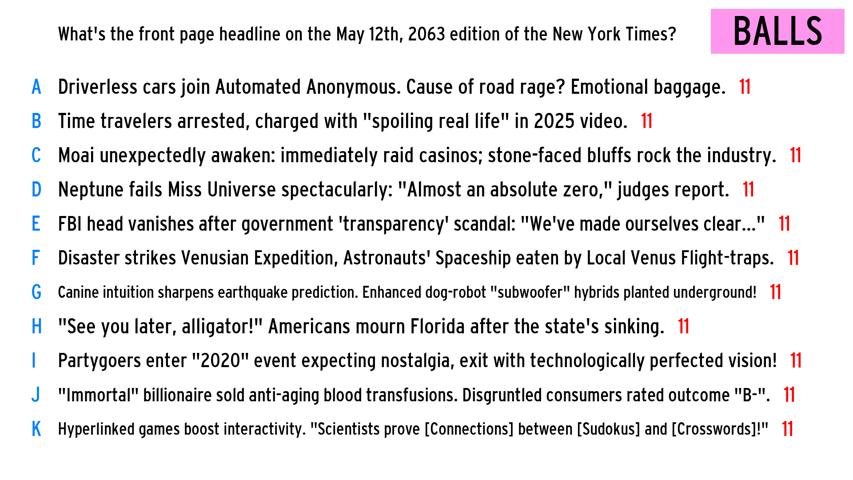 What's the front page headline on the May 12th, 2063 edition of the New York Times?
BALLS
A Driverless cars join Automated Anonymous. Cause of road rage? Emotional baggage. 11
B Time travelers arrested, charged with "spoiling real life" in 2025 video. 11
C Moai unexpectedly awaken: immediately raid casinos; stone-faced bluffs rock the industry. 11
D Neptune fails Miss Universe spectacularly: "Almost an absolute zero," judges report. 11
E FBI head vanishes after government 'transparency' scandal: "We've made ourselves clear..." 11
F Disaster strikes Venusian Expedition, Astronauts' Spaceship eaten by Local Venus Flight-traps. 11
G Canine intuition sharpens earthquake prediction. Enhanced dog-robot "subwoofer" hybrids planted underground! 11
H "See you later, alligator!" Americans mourn Florida after the state's sinking. 11
I Partygoers enter "2020" event expecting nostalgia, exit with technologically perfected vision! 11
J "Immortal" billionaire sold anti-aging blood transfusions. Disgruntled consumers rated outcome "B-". 11
K Hyperlinked games boost interactivity. "Scientists prove [Connections] between [Sudokus] and [Crosswords]!" 11